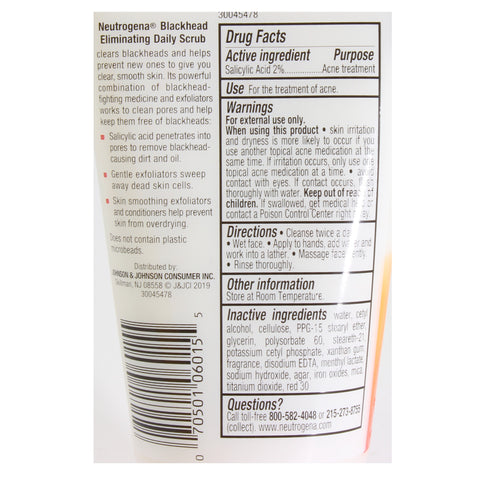 30045478
Neutrogena® Blackhead
Eliminating Daily Scrub
clears blackheads and helps
prevent new ones to give you
clear, smooth skin. Its powerful
combination of blackhead-
fighting medicine and exfoliators
works to clean pores and help
keep them free of blackheads:
Salicylic acid penetrates into
pores to remove blackhead-
causing dirt and oil.
Gentle exfoliators sweep
away dead skin cells.
Skin smoothing exfoliators
and conditioners help prevent
skin from overdrying.
Does not contain plastic
microbeads.
Distributed by:
JOHNSON & JOHNSON CONSUMER INC.
Skillman, NJ 08558 © J&JCI 2019
30045478
0 70501 06015 5
Drug Facts
Active ingredient Purpose
Salicylic Acid 2%..................Acne treatment
Use For the treatment of acne.
Warnings
For external use only.
When using this product • skin irritation
and dryness is more likely to occur if you
use another topical acne medication at the
same time. If irritation occurs, only use one
topical acne medication at a time. • avoid
contact with eyes. If contact occurs, flush
thoroughly with water. Keep out of reach of
children. If swallowed, get medical help or
contact a Poison Control Center right away.
Directions • Cleanse twice a day.
• Wet face. • Apply to hands, add water and
work into a lather. • Massage face gently.
• Rinse thoroughly.
Other information
Store at Room Temperature.
Inactive ingredients water, cetyl
alcohol, cellulose, PPG-15 stearyl ether,
glycerin, polysorbate 60, steareth-21,
potassium cetyl phosphate, xanthan gum,
fragrance, disodium EDTA, menthyl lactate,
sodium hydroxide, agar, iron oxides, mica,
titanium dioxide, red 30
Questions?
Call toll-free 800-582-4048 or 215-273-8755
(collect). www.neutrogena.com